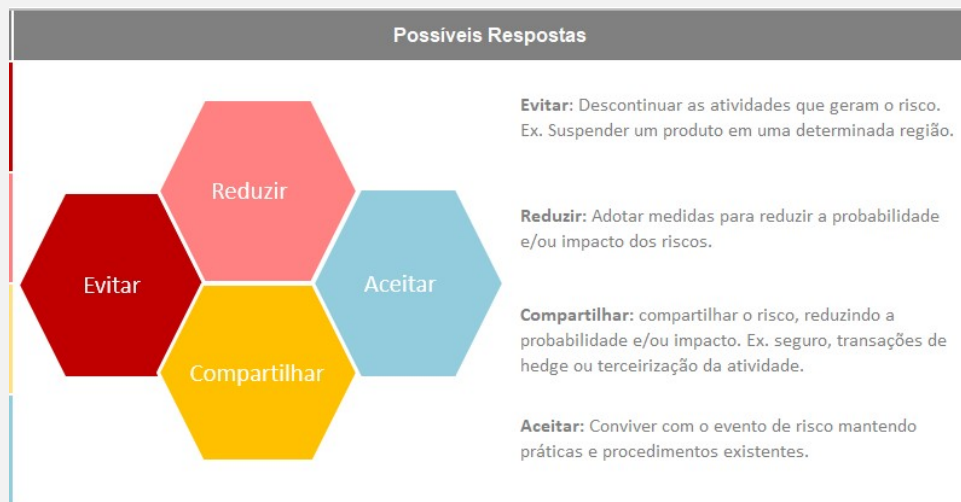 Possíveis Respostas
Evitar
Reduzir
Compartilhar
Aceitar
Evitar: Descontinuar as atividades que geram o risco.
Ex. Suspender um produto em uma determinada região.
Reduzir: Adotar medidas para reduzir a probabilidade
e/ou impacto dos riscos.
Compartilhar: compartilhar o risco, reduzindo a
probabilidade e/ou impacto. Ex. seguro, transações de
hedge ou terceirização da atividade.
Aceitar: Conviver com o evento de risco mantendo
práticas e procedimentos existentes.